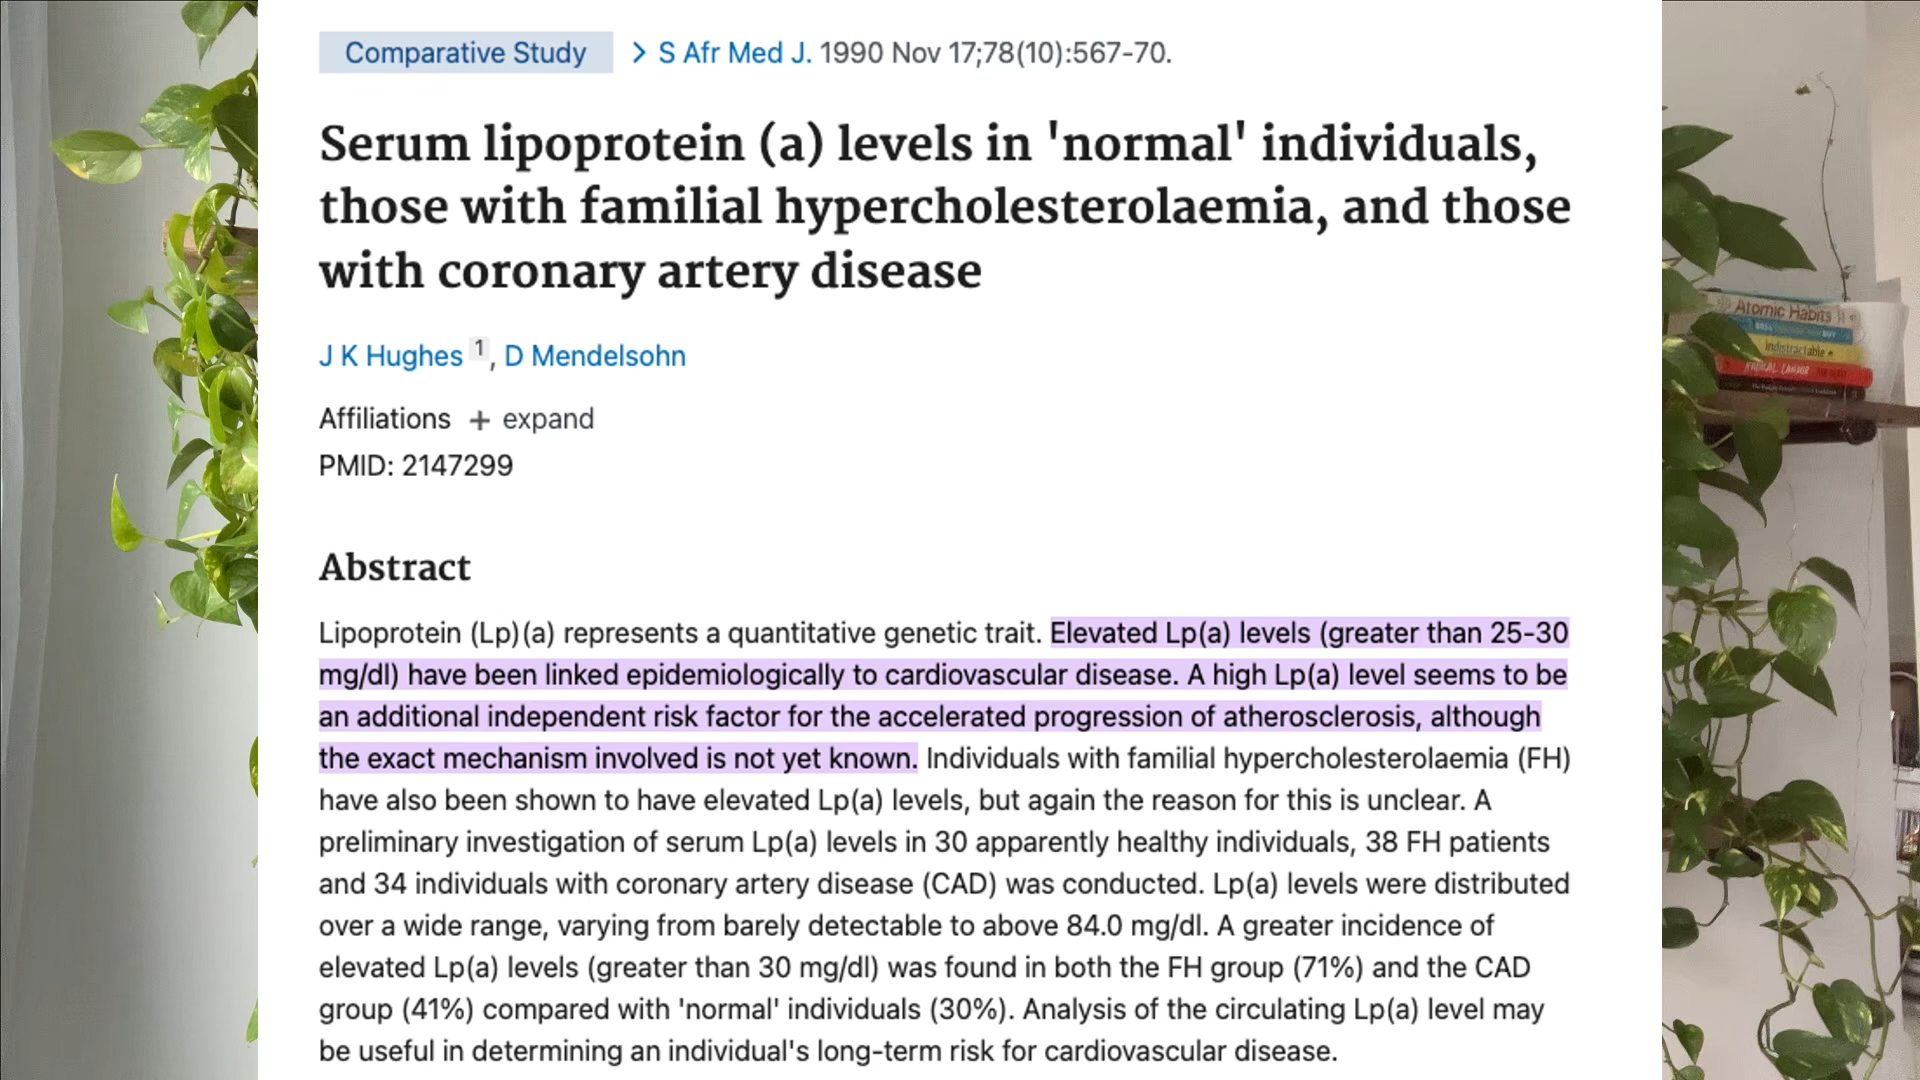 Comparative Study > S Afr Med J. 1990 Nov 17;78(10):567-70.
Serum lipoprotein (a) levels in 'normal' individuals,
those with familial hypercholesterolaemia, and those
with coronary artery disease
J K Hughes 1, D Mendelsohn
Affiliations + expand
PMID: 2147299
Abstract
Lipoprotein (Lp)(a) represents a quantitative genetic trait. Elevated Lp(a) levels (greater than 25-30
mg/dl) have been linked epidemiologically to cardiovascular disease. A high Lp(a) level seems to be
an additional independent risk factor for the accelerated progression of atherosclerosis, although
the exact mechanism involved is not yet known. Individuals with familial hypercholesterolaemia (FH)
have also been shown to have elevated Lp(a) levels, but again the reason for this is unclear. A
preliminary investigation of serum Lp(a) levels in 30 apparently healthy individuals, 38 FH patients
and 34 individuals with coronary artery disease (CAD) was conducted. Lp(a) levels were distributed
over a wide range, varying from barely detectable to above 84.0 mg/dl. A greater incidence of
elevated Lp(a) levels (greater than 30 mg/dl) was found in both the FH group (71%) and the CAD
group (41%) compared with 'normal' individuals (30%). Analysis of the circulating Lp(a) level may
be useful in determining an individual's long-term risk for cardiovascular disease.
Atomic Habits
Indistractable
RADICAL CANDOR